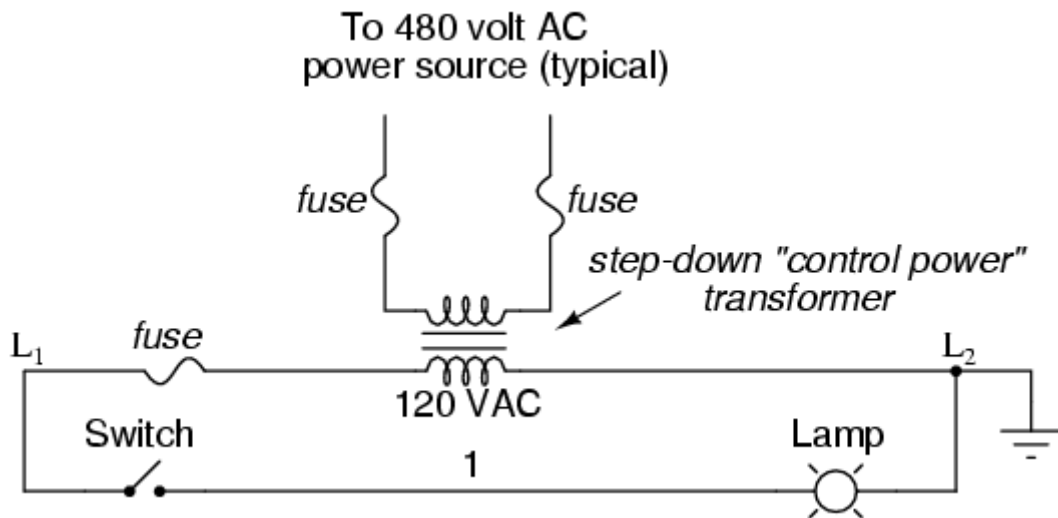 To 480 volt AC
power source (typical)
fuse
fuse
step-down "control power"
transformer
L1
fuse
L2
120 VAC
Switch
1
Lamp